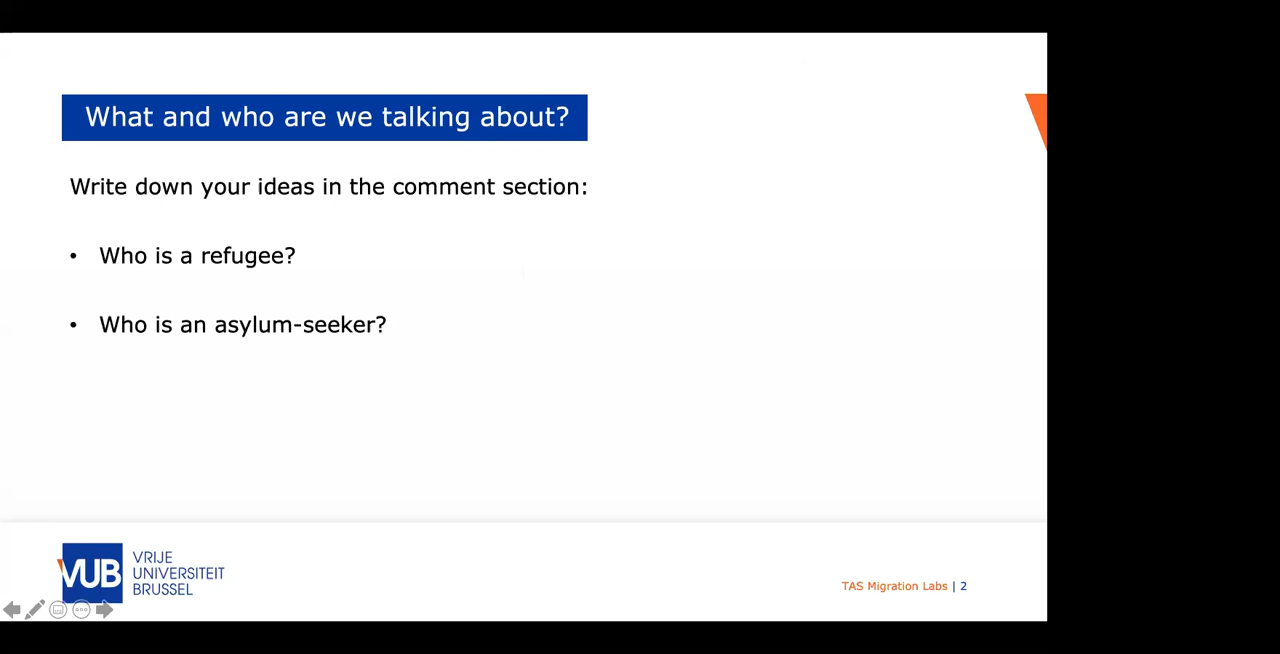 What and who are we talking about?
Write down your ideas in the comment section:
• Who is a refugee?
• Who is an asylum-seeker?
VUB
VRIJE
UNIVERSITEIT
BRUSSEL
TAS Migration Labs | 2